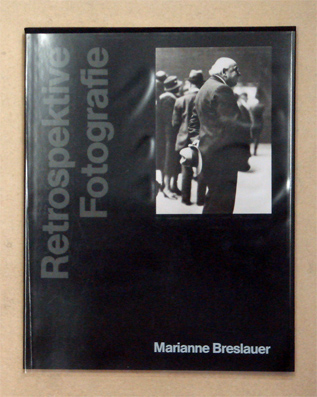 Retrospektive
Fotografie
Marianne Breslauer